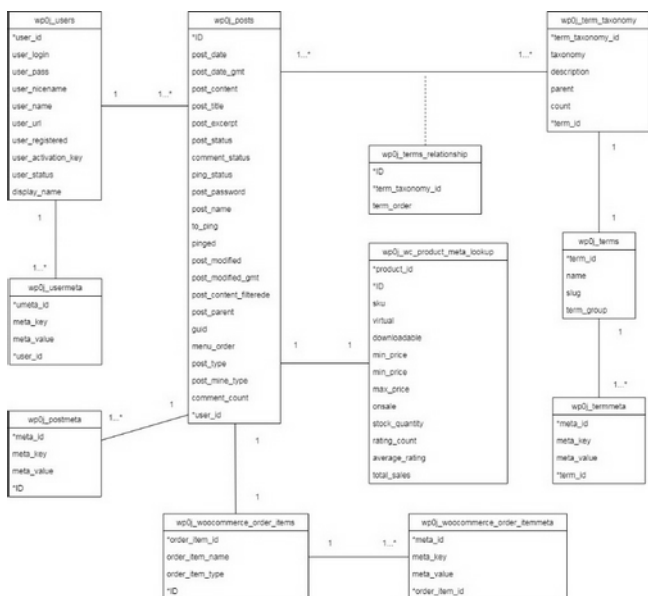 wp0j_users
*user_id
user_login
user_pass
user_nicename
user_name
user_url
user_registered
user_activation_key
user_status
display_name
1
1...*
1
1...*
wp0j_usermeta
*umeta_id
meta_key
meta_value
*user_id
wp0j_postmeta
*meta_id
meta_key
meta_value
*ID
1...*
1
wp0j_posts
*ID
post_date
post_date_gmt
post_content
post_title
post_excerpt
post_status
comment_status
ping_status
post_password
post_name
to_ping
pinged
post_modified
post_modified_gmt
post_content_filterede
post_parent
guid
menu_order
post_type
post_mine_type
comment_count
*user_id
1...*
1...*
wp0j_terms_relationship
*ID
*term_taxonomy_id
term_order
1
1
wp0j_wc_product_meta_lookup
*product_id
*ID
sku
virtual
downloadable
min_price
min_price
max_price
onsale
stock_quantity
rating_count
average_rating
total_sales
wp0j_term_taxonomy
*term_taxonomy_id
taxonomy
description
parent
count
*term_id
1
1
wp0j_terms
*term_id
name
slug
term_group
1
1...*
wp0j_termmeta
*meta_id
meta_key
meta_value
*term_id
1
1
wp0j_woocommerce_order_items
*order_item_id
order_item_name
order_item_type
*ID
1
1...*
wp0j_woocommerce_order_itemmeta
*meta_id
meta_key
meta_value
*order_item_id